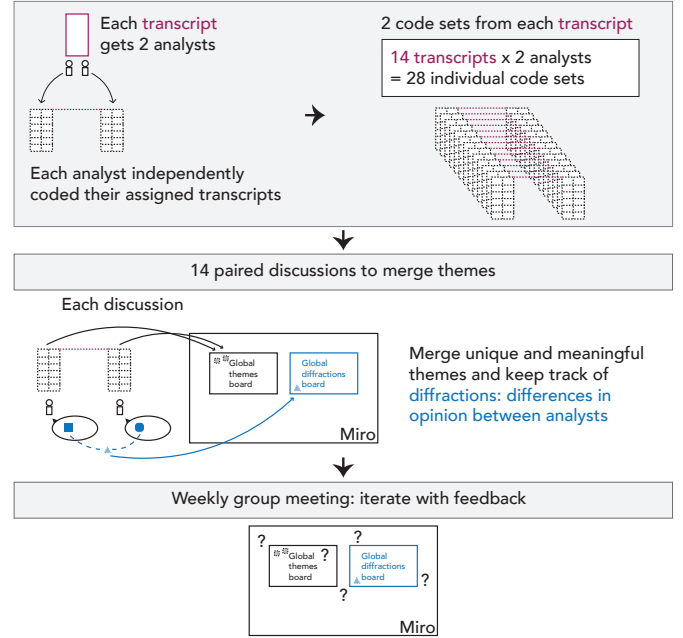 Each transcript
gets 2 analysts
Each analyst independently
coded their assigned transcripts
2 code sets from each transcript
14 transcripts x 2 analysts
= 28 individual code sets
14 paired discussions to merge themes
Each discussion
Global
themes
board
Global
diffractions
board
Miro
Merge unique and meaningful
themes and keep track of
diffractions: differences in
opinion between analysts
Weekly group meeting: iterate with feedback
?
?
Global
themes ?
board
Global
diffractions
board
?
?
Miro